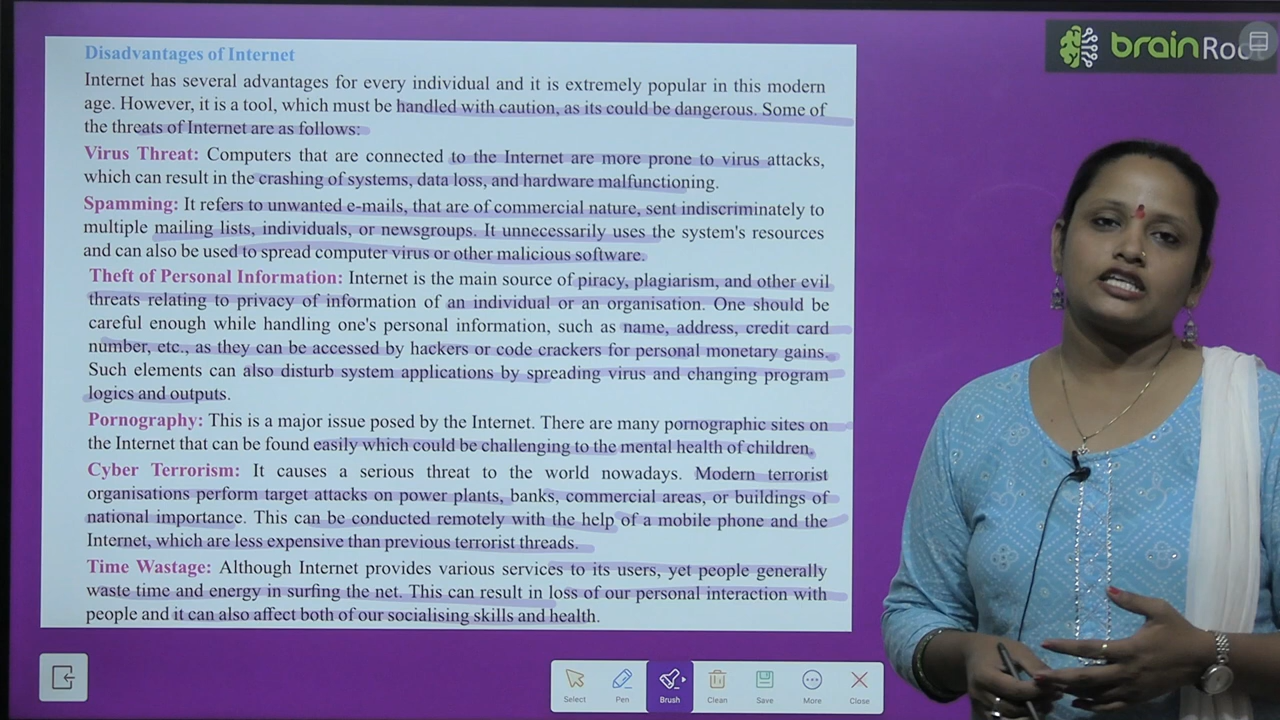 brainRoot
Disadvantages of Internet
Internet has several advantages for every individual and it is extremely popular in this modern
age. However, it is a tool, which must be handled with caution, as its could be dangerous. Some of
the threats of Internet are as follows:
Virus Threat: Computers that are connected to the Internet are more prone to virus attacks,
which can result in the crashing of systems, data loss, and hardware malfunctioning.
Spamming: It refers to unwanted e-mails, that are of commercial nature, sent indiscriminately to
multiple mailing lists, individuals, or newsgroups. It unnecessarily uses the system's resources
and can also be used to spread computer virus or other malicious software.
Theft of Personal Information: Internet is the main source of piracy, plagiarism, and other evil
threats relating to privacy of information of an individual or an organisation. One should be
careful enough while handling one's personal information, such as name, address, credit card
number, etc., as they can be accessed by hackers or code crackers for personal monetary gains.
Such elements can also disturb system applications by spreading virus and changing program
logics and outputs.
Pornography: This is a major issue posed by the Internet. There are many pornographic sites on
the Internet that can be found easily which could be challenging to the mental health of children.
Cyber Terrorism: It causes a serious threat to the world nowadays. Modern terrorist
organisations perform target attacks on power plants, banks, commercial areas, or buildings of
national importance. This can be conducted remotely with the help of a mobile phone and the
Internet, which are less expensive than previous terrorist threads.
Time Wastage: Although Internet provides various services to its users, yet people generally
waste time and energy in surfing the net. This can result in loss of our personal interaction with
people and it can also affect both of our socialising skills and health.
Select Pen Brush Clean Save More Close